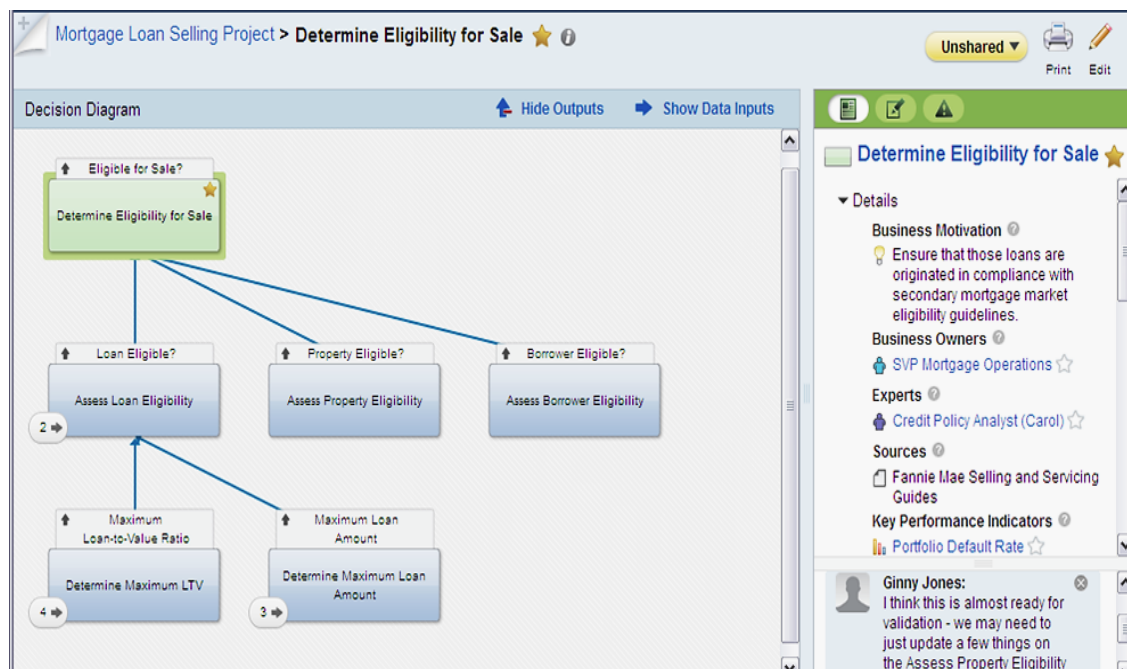 Mortgage Loan Selling Project > Determine Eligibility for Sale
Unshared
Print Edit
Decision Diagram
Hide Outputs
Show Data Inputs
Eligible for Sale?
Determine Eligibility for Sale
Loan Eligible?
Assess Loan Eligibility
2
Property Eligible?
Assess Property Eligibility
Borrower Eligible?
Assess Borrower Eligibility
Maximum
Loan-to-Value Ratio
Determine Maximum LTV
4
Maximum Loan
Amount
Determine Maximum Loan
Amount
3
Determine Eligibility for Sale
Details
Business Motivation
Ensure that those loans are
originated in compliance with
secondary mortgage market
eligibility guidelines.
Business Owners
SVP Mortgage Operations
Experts
Credit Policy Analyst (Carol)
Sources
Fannie Mae Selling and Servicing
Guides
Key Performance Indicators
Portfolio Default Rate
Ginny Jones:
I think this is almost ready for
validation - we may need to
just update a few things on
the Assess Property Eligibility